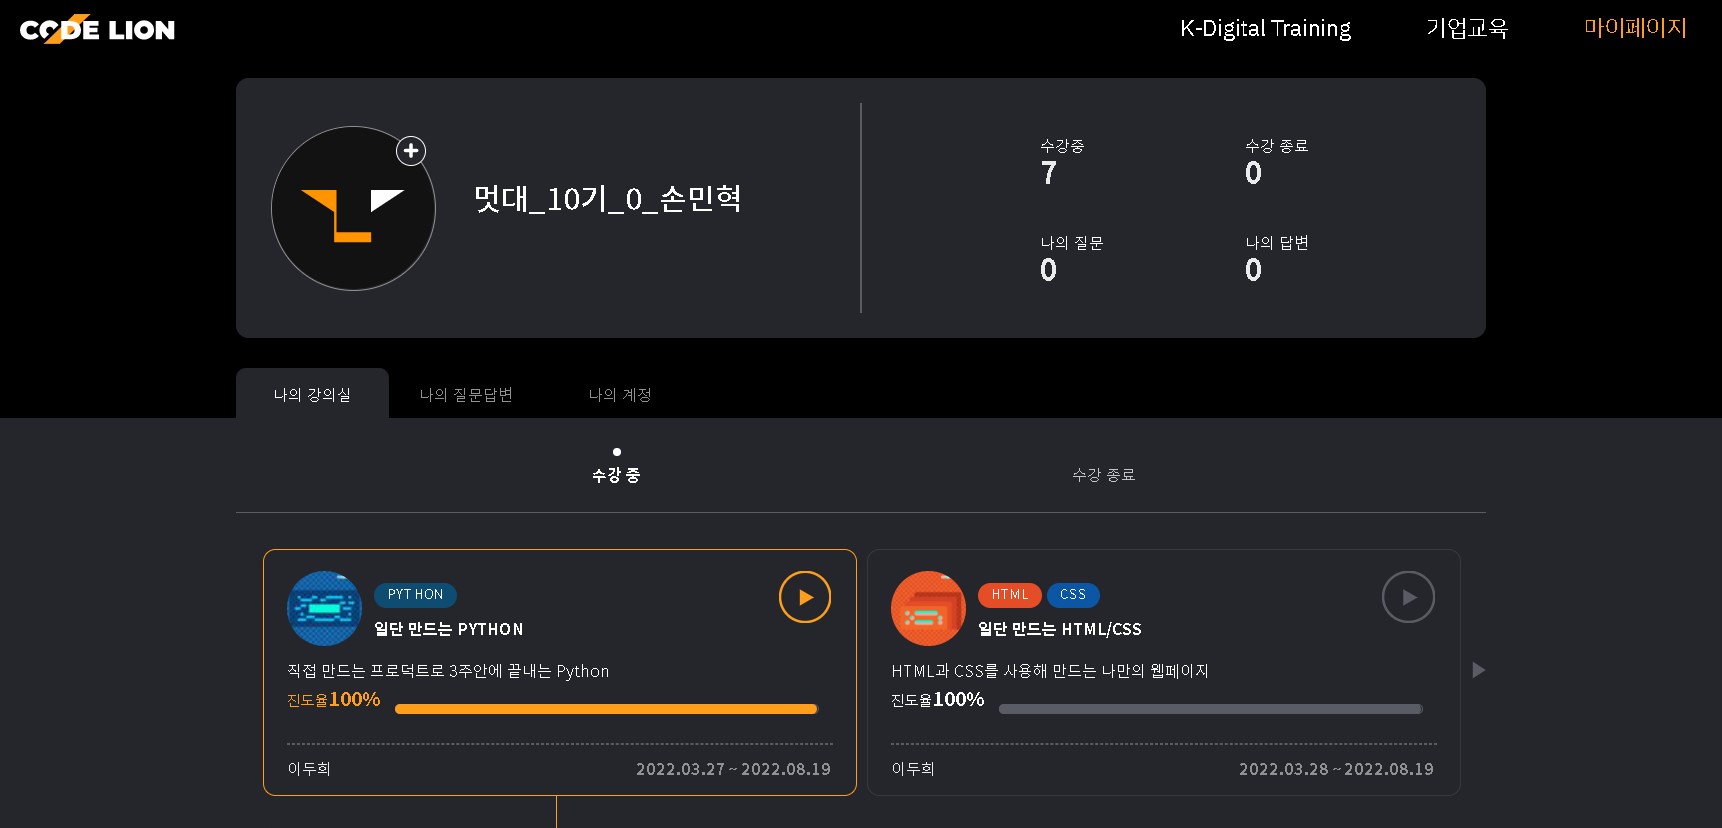 CODE LION
K-Digital Training 기업교육 마이페이지
멋대_10기_0_손민혁
수강중 수강 종료
7 0
나의 질문 나의 답변
0 0
나의 강의실 나의 질문답변 나의 계정
수강 중 수강 종료
PYTHON
일단 만드는 PYTHON
직접 만드는 프로덕트로 3주안에 끝내는 Python
진도율100%
이두희 2022.03.27 ~ 2022.08.19
HTML CSS
일단 만드는 HTML/CSS
HTML과 CSS를 사용해 만드는 나만의 웹페이지
진도율100%
이두희 2022.03.28 ~ 2022.08.19